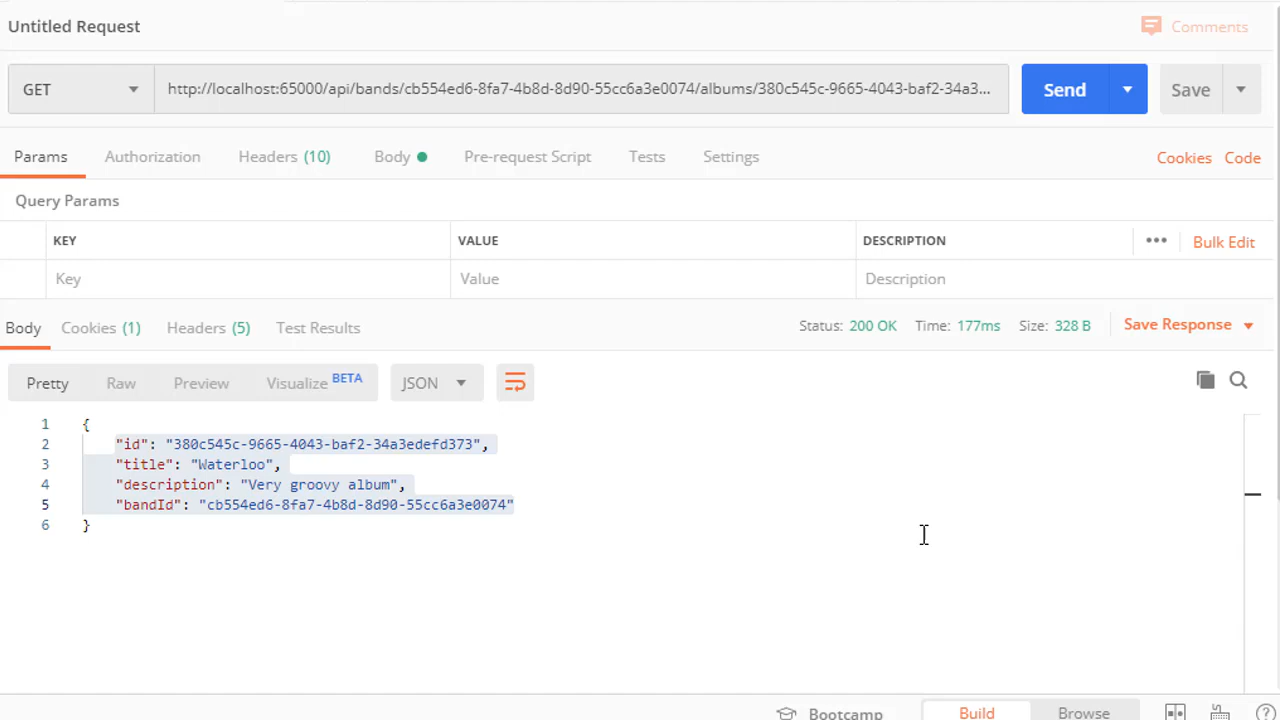 Untitled Request
Comments
GET
http://localhost:65000/api/bands/cb554ed6-8fa7-4b8d-8d90-55cc6a3e0074/albums/380c545c-9665-4043-baf2-34a3...
Send
Save
Params
Authorization
Headers (10)
Body
Pre-request Script
Tests
Settings
Cookies
Code
Query Params
KEY
VALUE
DESCRIPTION
•••
Bulk Edit
Key
Value
Description
Body
Cookies (1)
Headers (5)
Test Results
Status: 200 OK
Time: 177ms
Size: 328 B
Save Response
Pretty
Raw
Preview
Visualize BETA
JSON
1 {
2 "id": "380c545c-9665-4043-baf2-34a3edefd373",
3 "title": "Waterloo",
4 "description": "Very groovy album",
5 "bandId": "cb554ed6-8fa7-4b8d-8d90-55cc6a3e0074"
6 }
Bootcamp
Build
Browse